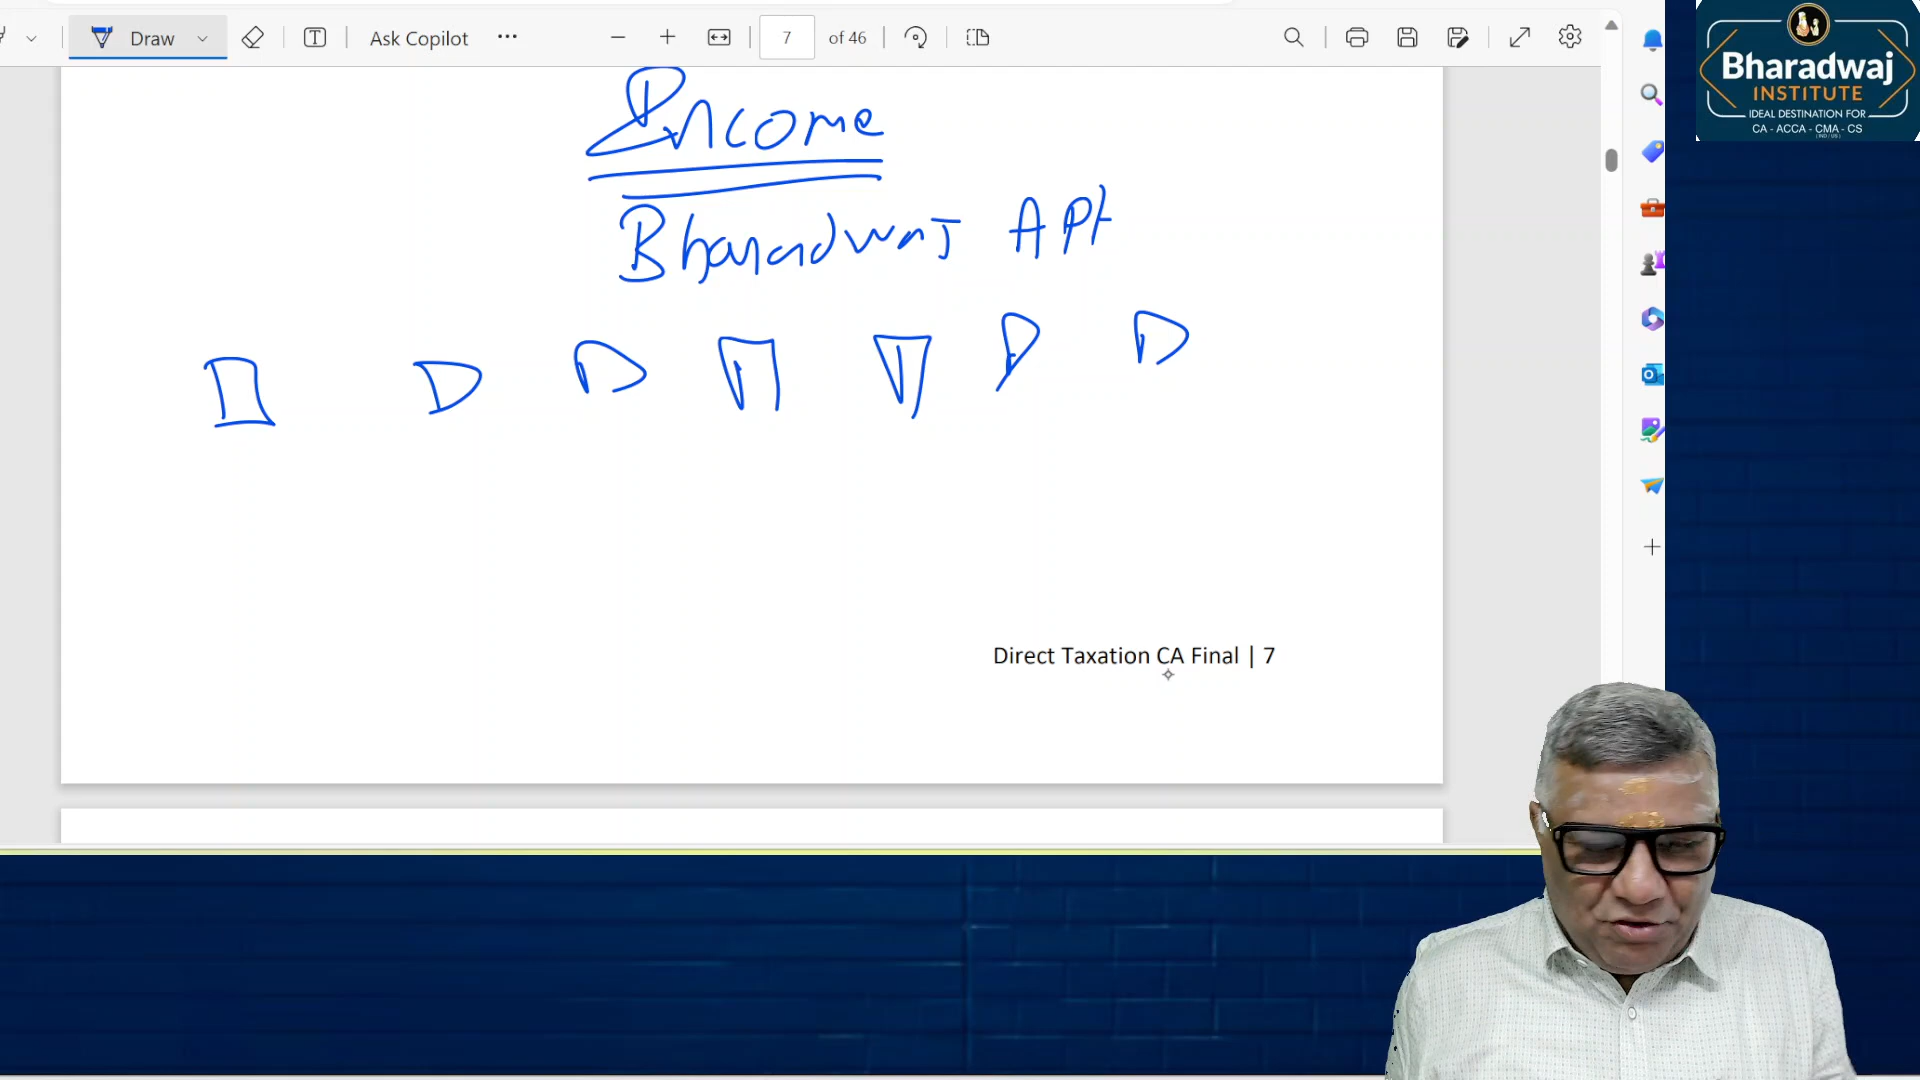 Draw
Ask Copilot
7 of 46
Bharadwaj
INSTITUTE
IDEAL DESTINATION FOR
CA - ACCA - CMA - CS
Income
Bharadwaj Apt
Direct Taxation CA Final | 7